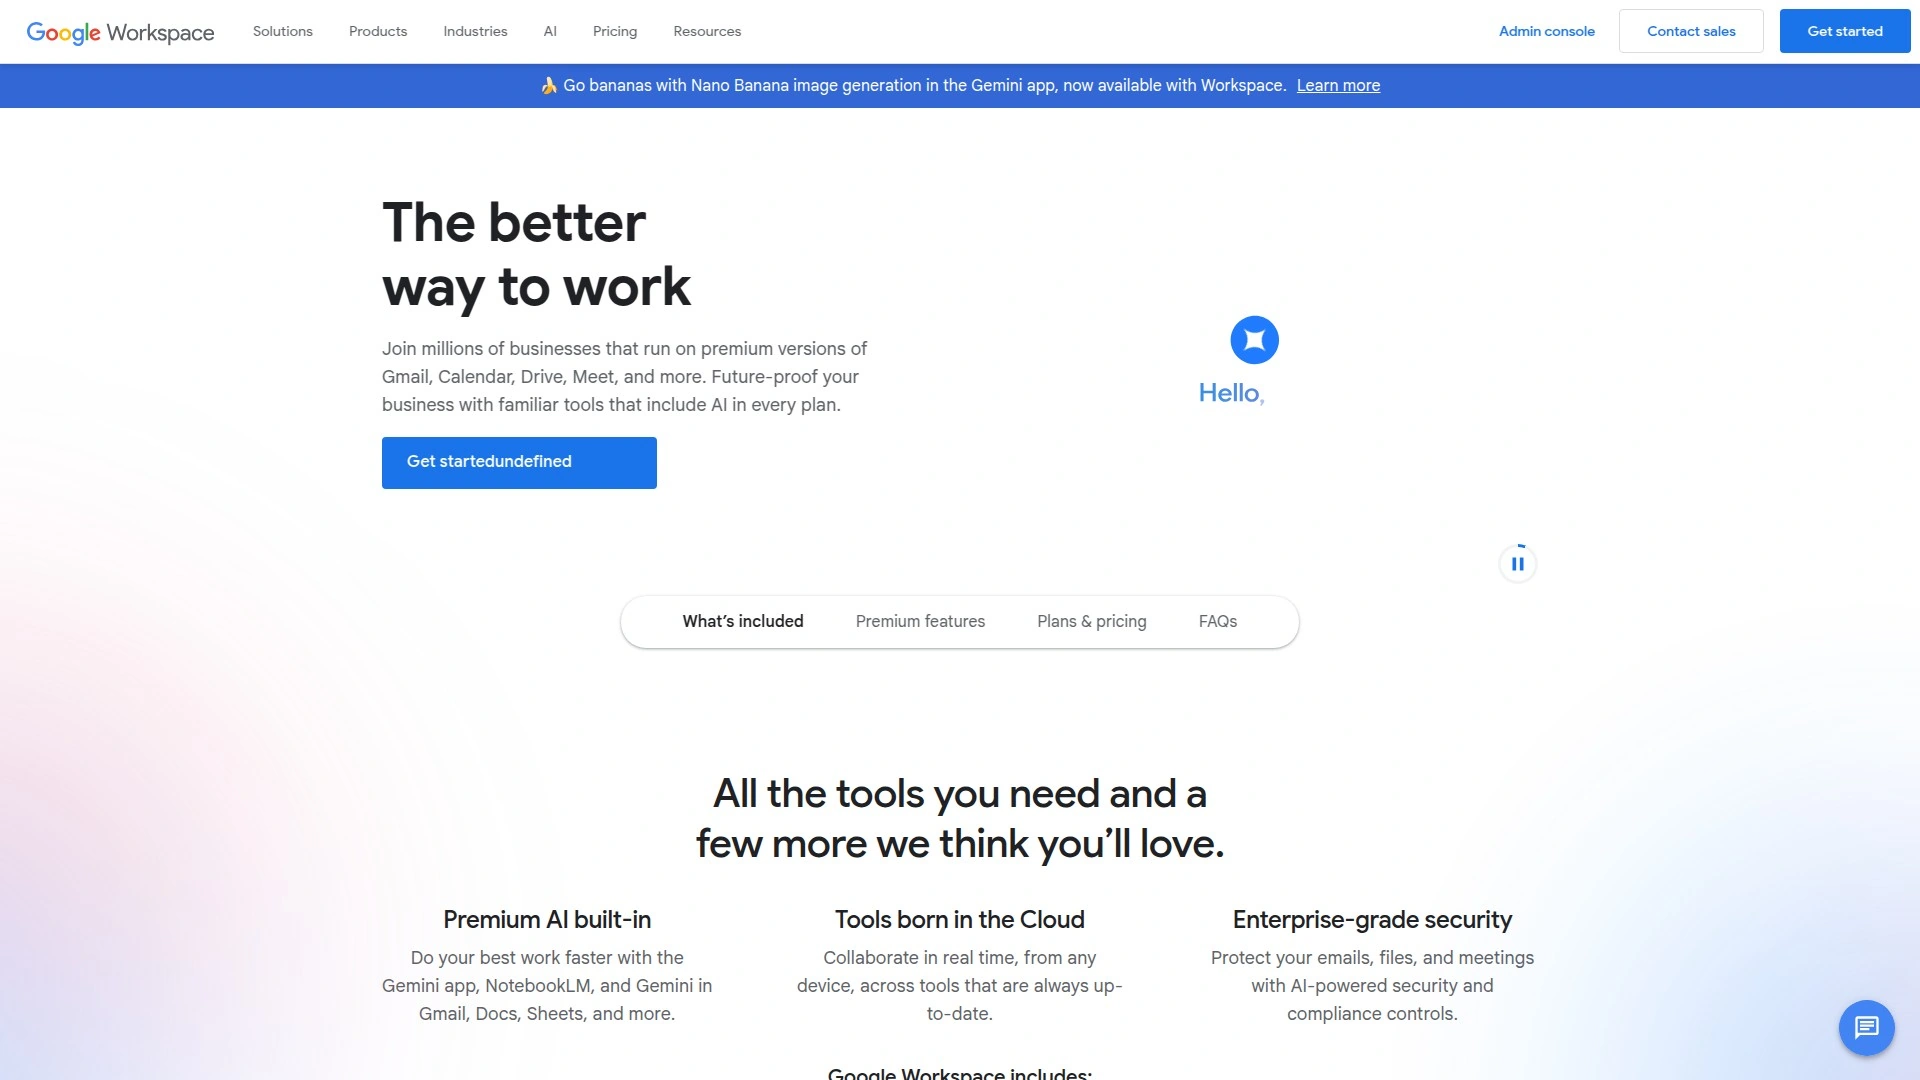 Google Workspace
Solutions
Products
Industries
AI
Pricing
Resources
Admin console
Contact sales
Get started
🍌 Go bananas with Nano Banana image generation in the Gemini app, now available with Workspace. Learn more
The better
way to work
Join millions of businesses that run on premium versions of
Gmail, Calendar, Drive, Meet, and more. Future-proof your
business with familiar tools that include AI in every plan.
Get startedundefined
Hello,
What’s included
Premium features
Plans & pricing
FAQs
All the tools you need and a
few more we think you’ll love.
Premium AI built-in
Do your best work faster with the
Gemini app, NotebookLM, and Gemini in
Gmail, Docs, Sheets, and more.
Tools born in the Cloud
Collaborate in real time, from any
device, across tools that are always up-
to-date.
Enterprise-grade security
Protect your emails, files, and meetings
with AI-powered security and
compliance controls.
Google Workspace includes: